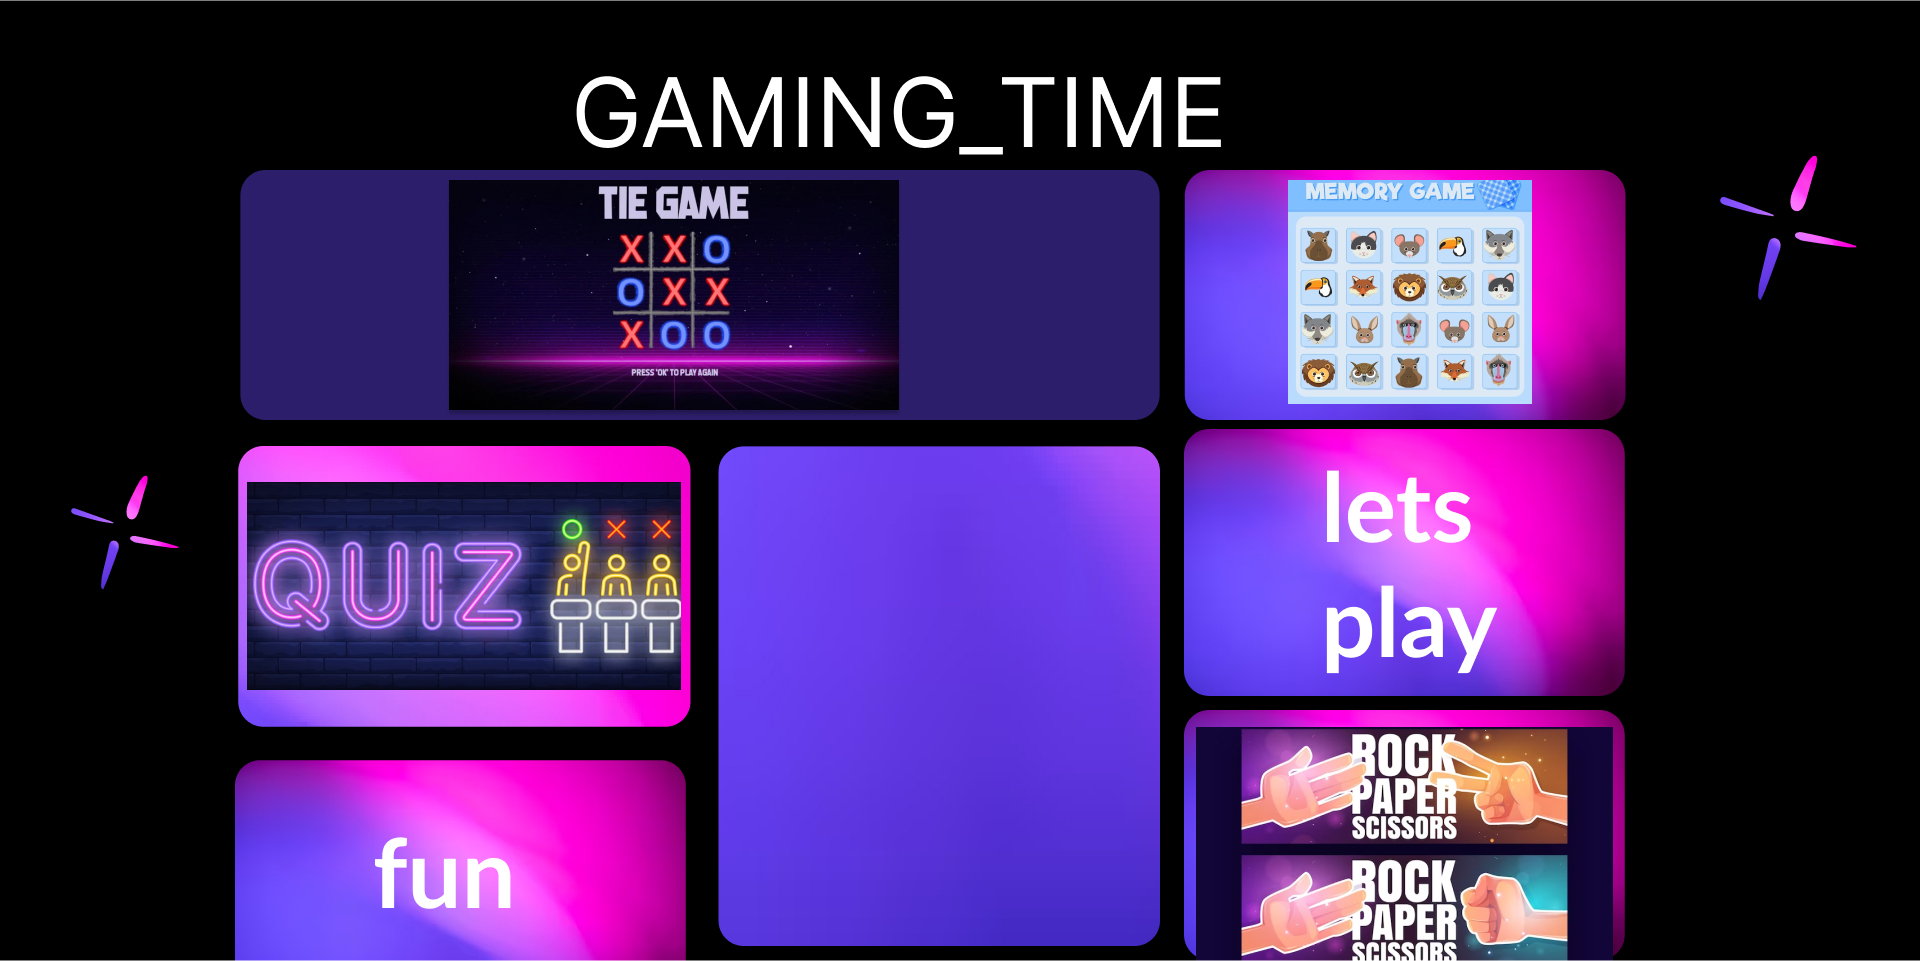 GAMING_TIME
TIE GAME
X X O
O X X
X O O
PRESS 'OK' TO PLAY AGAIN
MEMORY GAME
QUIZ
lets
play
fun
ROCK
PAPER
SCISSORS
ROCK
PAPER
SCISSORS